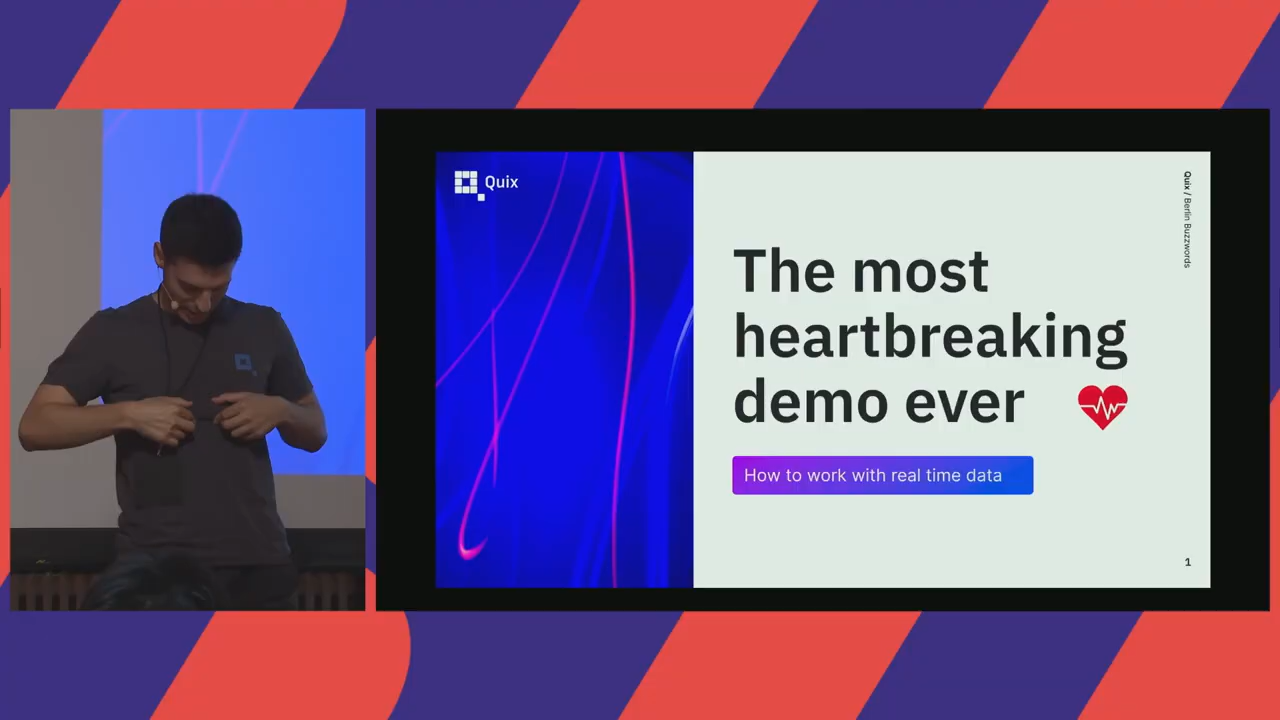 Quix
Quix / Berlin Buzzwords
The most
heartbreaking
demo ever
How to work with real time data
1